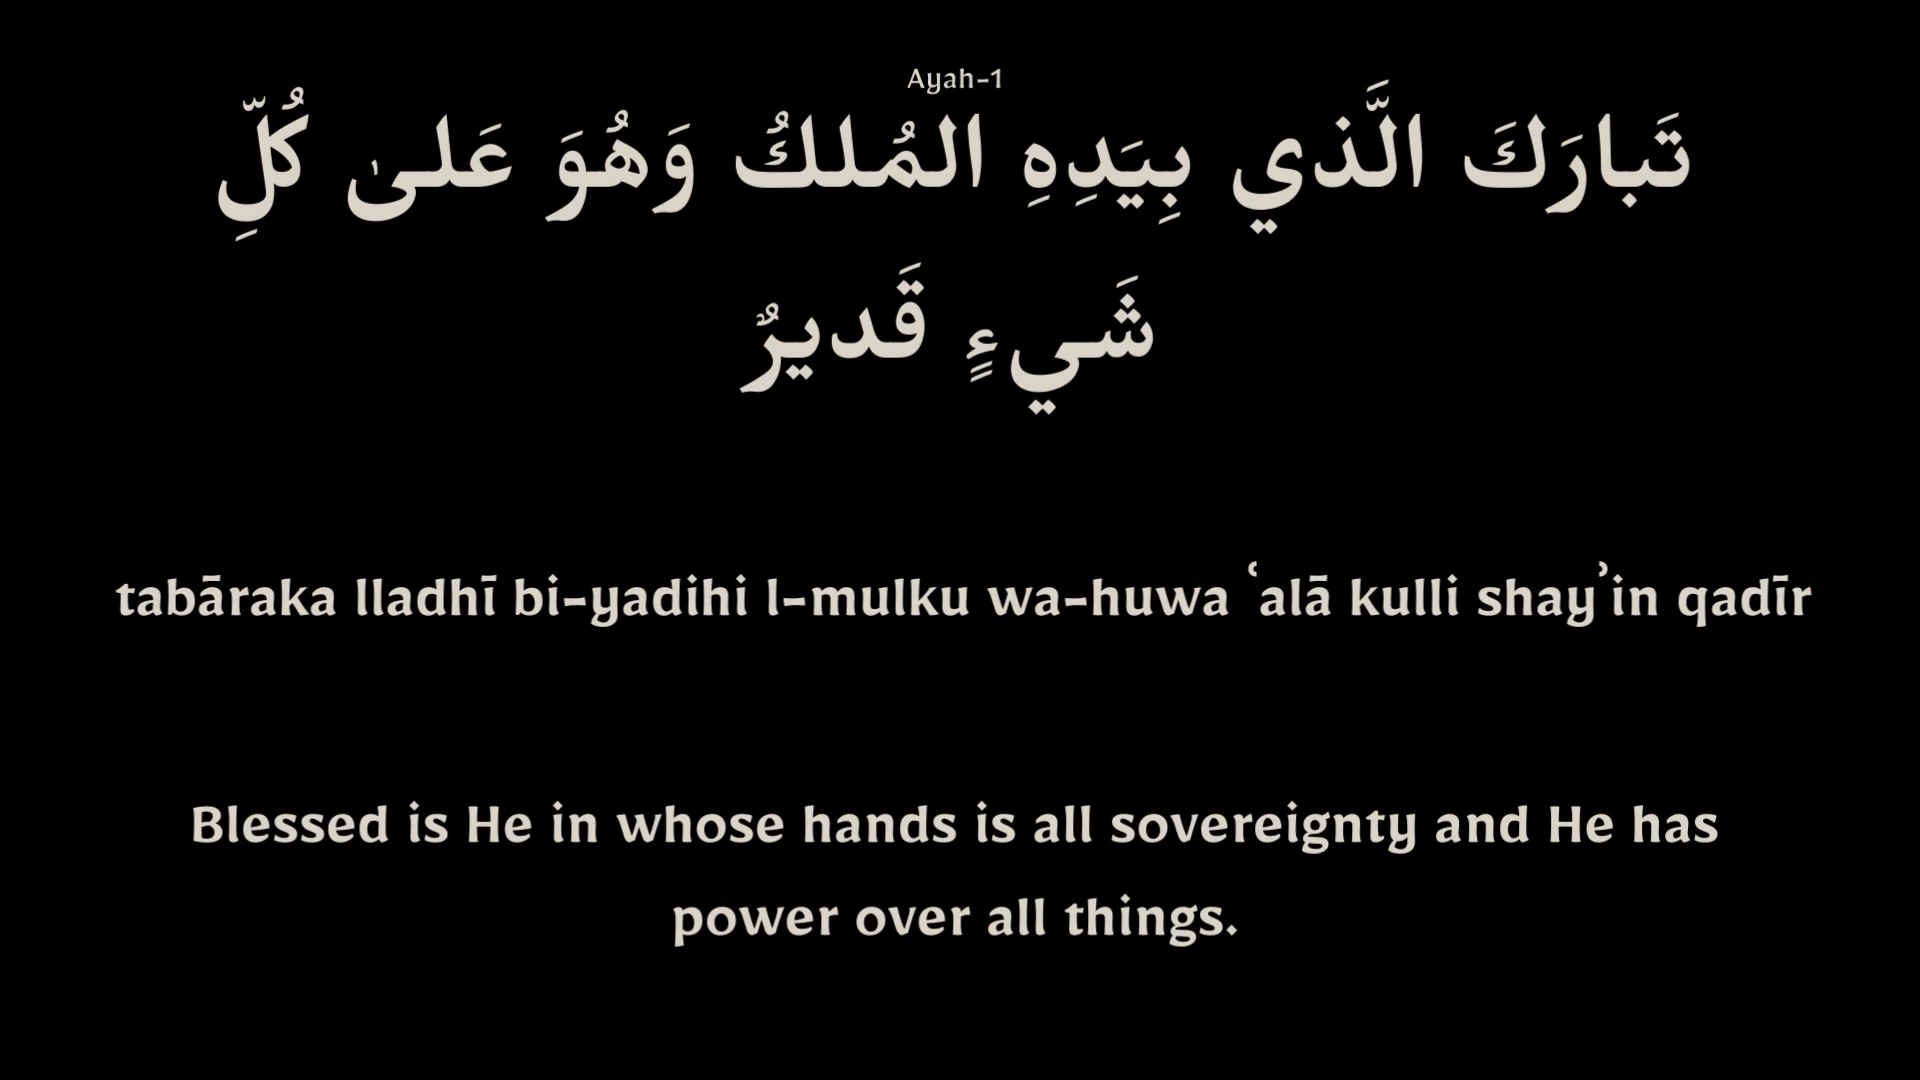 Ayah-1
تَبارَكَ الَّذي بِيَدِهِ المُلكُ وَهُوَ عَلىٰ كُلِّ
شَيءٍ قَديرٌ
tabāraka lladhī bi-yadihi l-mulku wa-huwa ʿalā kulli shayʾin qadīr
Blessed is He in whose hands is all sovereignty and He has
power over all things.